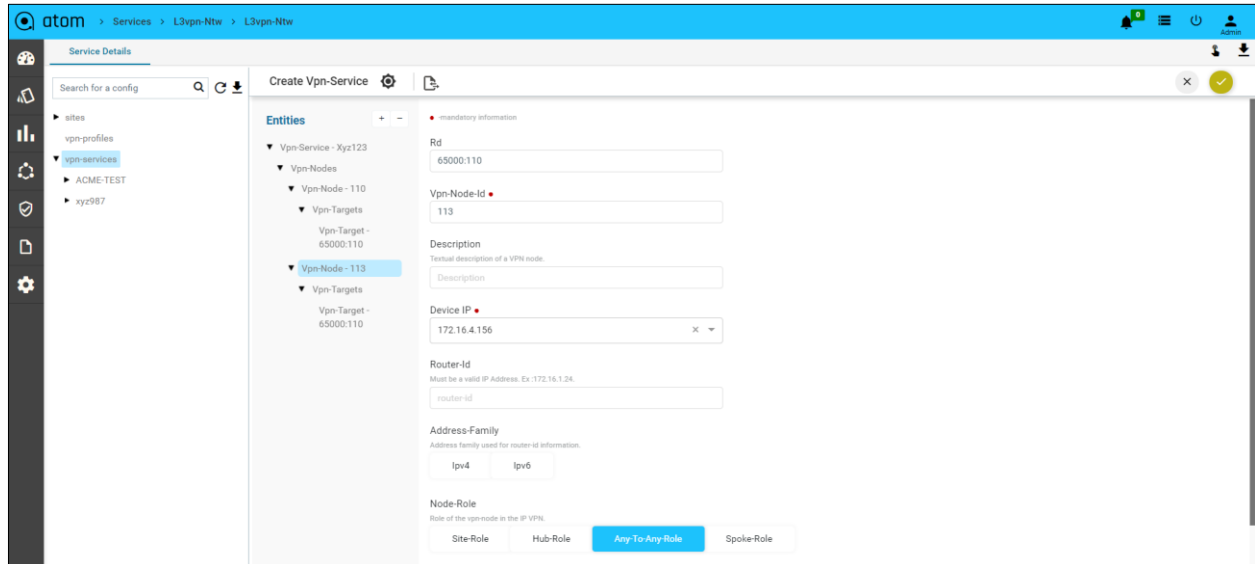 atom > Services > L3vpn-Ntw > L3vpn-Ntw
0
Admin
Service Details
Search for a config
sites
vpn-profiles
vpn-services
ACME-TEST
xyz987
Create Vpn-Service
Entities + -
Vpn-Service - Xyz123
Vpn-Nodes
Vpn-Node - 110
Vpn-Targets
Vpn-Target -
65000:110
Vpn-Node - 113
Vpn-Targets
Vpn-Target -
65000:110
-mandatory information
Rd
65000:110
Vpn-Node-Id
113
Description
Textual description of a VPN node.
Description
Device IP
172.16.4.156
Router-Id
Must be a valid IP Address. Ex :172.16.1.24.
router-id
Address-Family
Address family used for router-id information.
Ipv4 Ipv6
Node-Role
Role of the vpn-node in the IP VPN.
Site-Role Hub-Role Any-To-Any-Role Spoke-Role